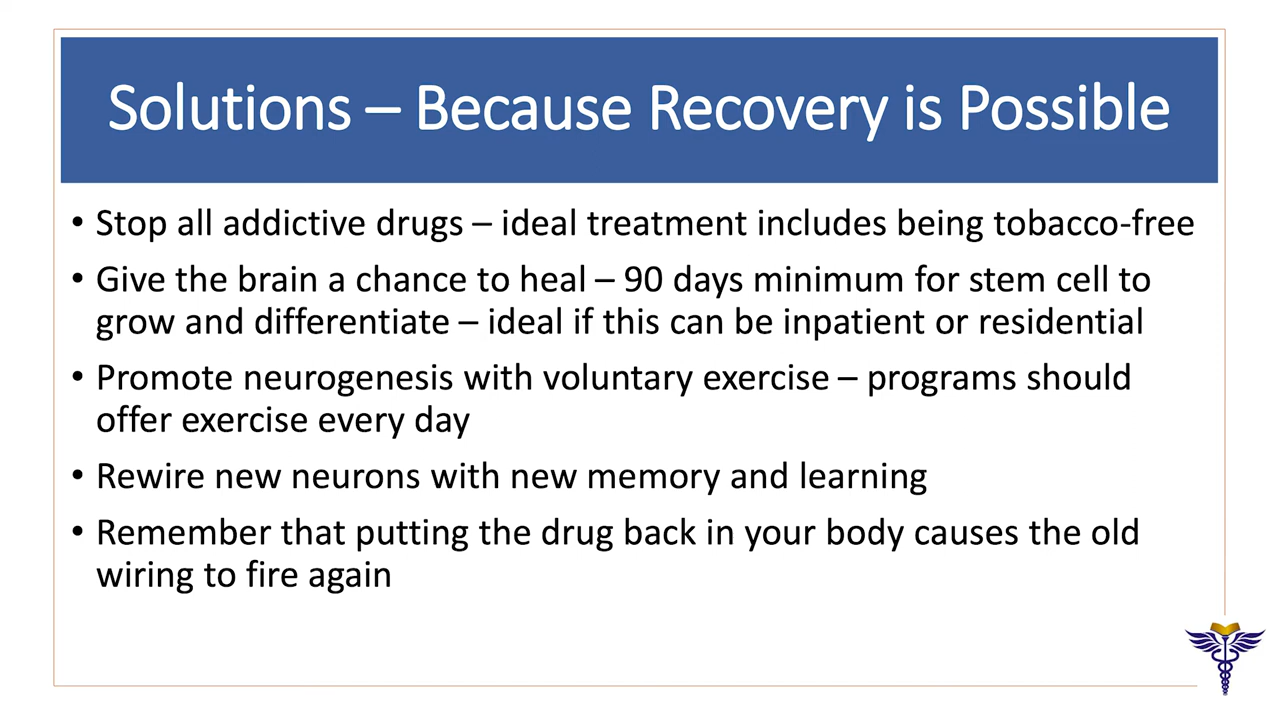 Solutions – Because Recovery is Possible
• Stop all addictive drugs – ideal treatment includes being tobacco-free
• Give the brain a chance to heal – 90 days minimum for stem cell to
grow and differentiate – ideal if this can be inpatient or residential
• Promote neurogenesis with voluntary exercise – programs should
offer exercise every day
• Rewire new neurons with new memory and learning
• Remember that putting the drug back in your body causes the old
wiring to fire again